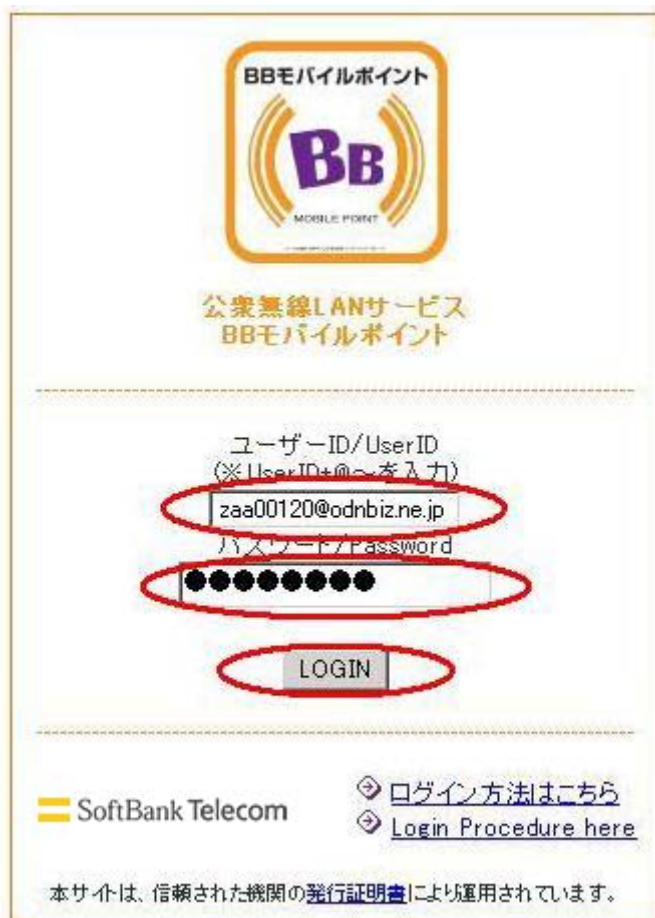 BBモバイルポイント
BB
MOBILE POINT
公衆無線LANサービス
BBモバイルポイント
ユーザーID/UserID
(※UserID+@～を入力)
zaa00120@odnbiz.ne.jp
パスワード/Password
●●●●●●●●
LOGIN
SoftBank Telecom
ログイン方法はこちら
Login Procedure here
本サイトは、信頼された機関の発行証明書により運用されています。